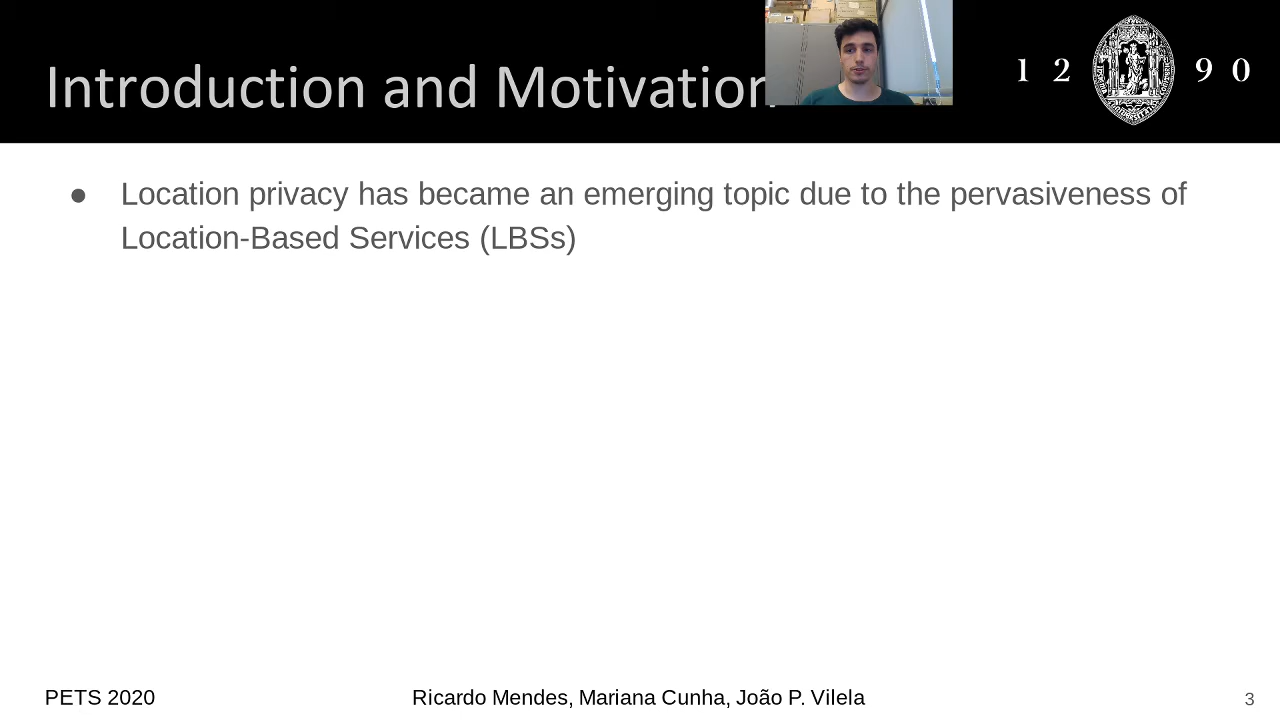 Introduction and Motivation
1 2 9 0
● Location privacy has became an emerging topic due to the pervasiveness of
Location-Based Services (LBSs)
PETS 2020
Ricardo Mendes, Mariana Cunha, João P. Vilela
3